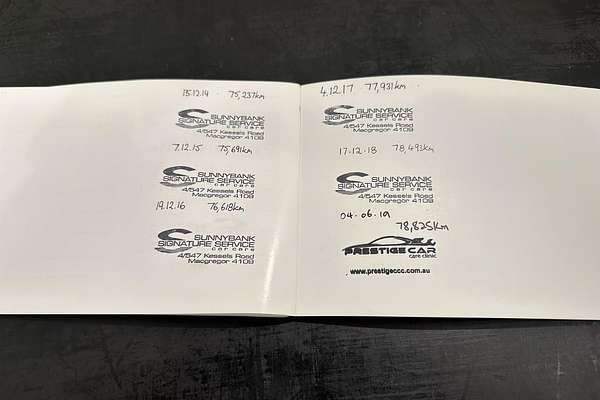 15.12.14 - 75,237km
SUNNYBANK
SIGNATURE SERVICE
car care
4/547 Kessels Road
Macgregor 4109
7.12.15 75,691km
SUNNYBANK
SIGNATURE SERVICE
car care
4/547 Kessels Road
Macgregor 4109
19.12.16 76,618km
SUNNYBANK
SIGNATURE SERVICE
car care
4/547 Kessels Road
Macgregor 4109
4.12.17 77,931km
SUNNYBANK
SIGNATURE SERVICE
car care
4/547 Kessels Road
Macgregor 4109
17-12-18 78,493km
SUNNYBANK
SIGNATURE SERVICE
car care
4/547 Kessels Road
Macgregor 4109
04-06-19
78,825km
PRESTIGE CAR
care clinic
www.prestigeccc.com.au